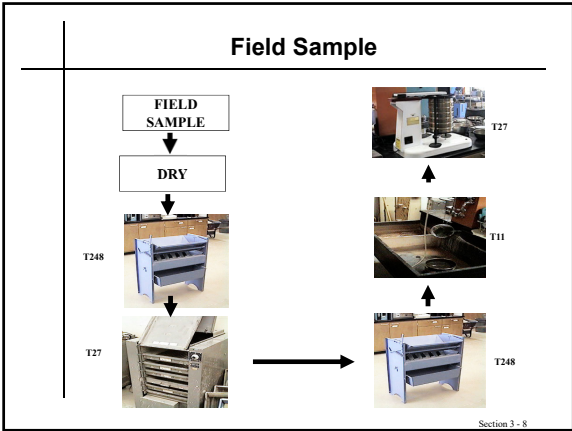 Field Sample
FIELD
SAMPLE
DRY
T248
T27
T248
T11
T27
Section 3 - 8